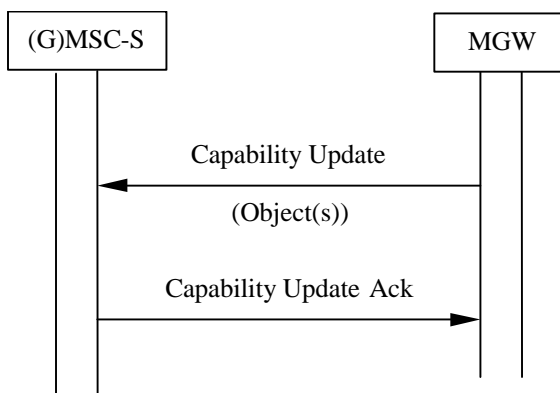 (G)MSC-S
MGW
Capability Update
(Object(s))
Capability Update Ack